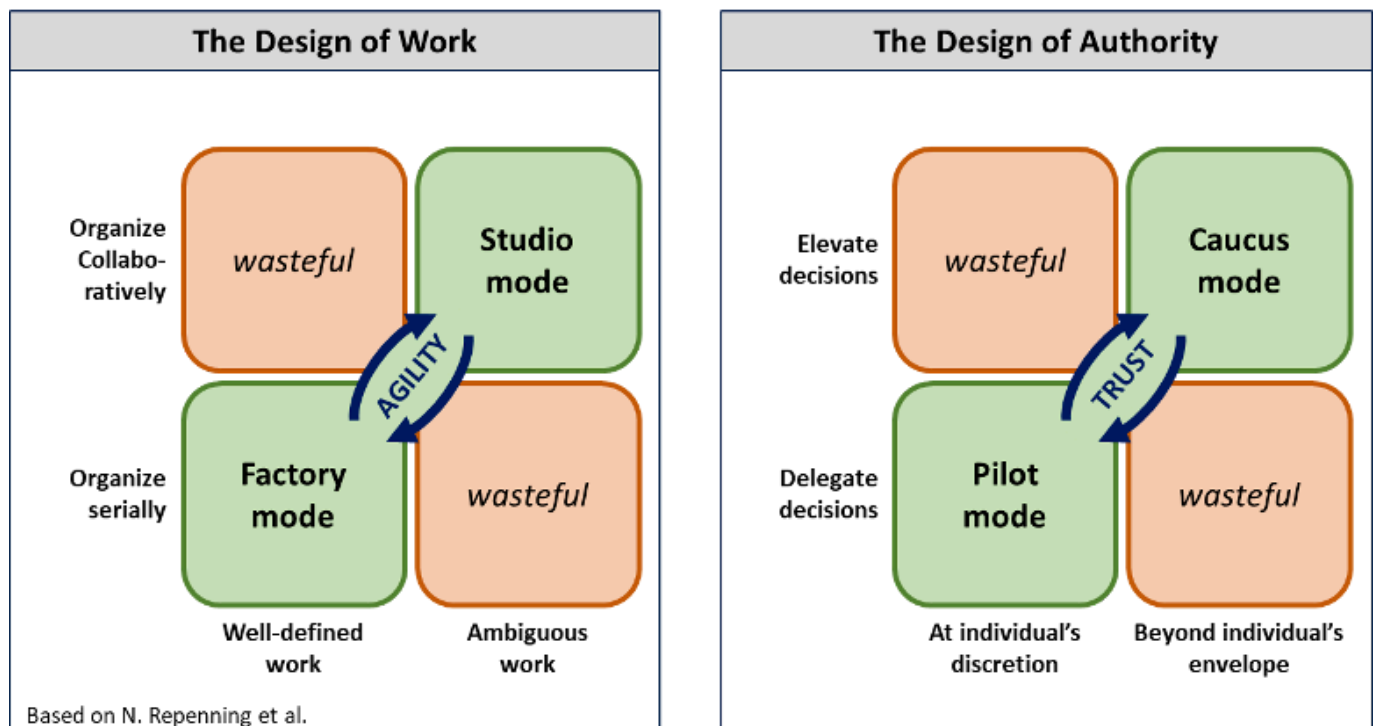 The Design of Work
Organize
Collabo-
ratively
wasteful
Studio
mode
AGILITY
Organize
serially
Factory
mode
wasteful
Well-defined
work
Ambiguous
work
Based on N. Repenning et al.
The Design of Authority
Elevate
decisions
wasteful
Caucus
mode
TRUST
Delegate
decisions
Pilot
mode
wasteful
At individual's
discretion
Beyond individual's
envelope